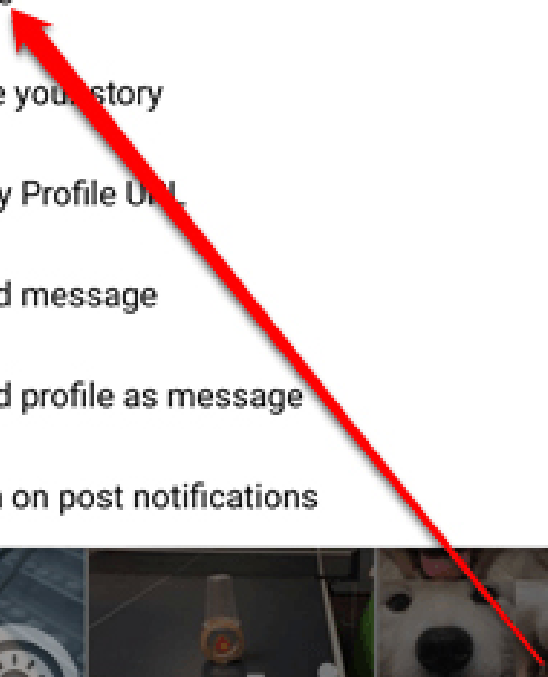 e your story
y Profile URL
d message
d profile as message
n on post notifications